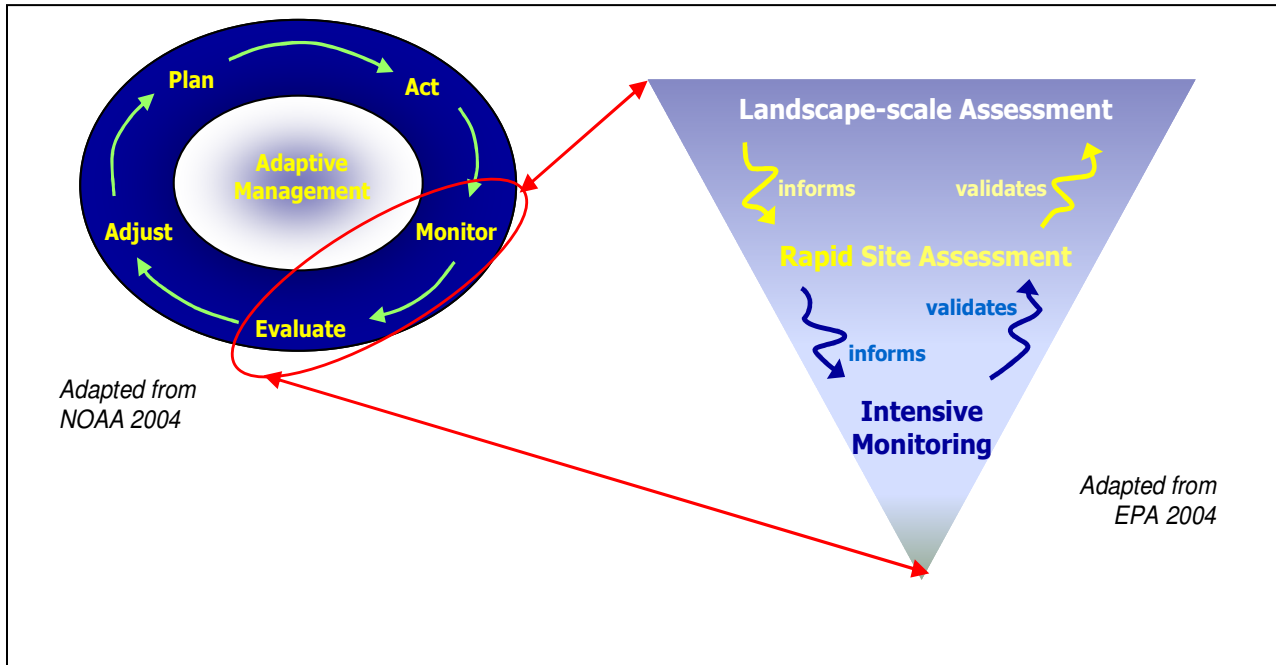 Plan
Act
Adaptive
Management
Adjust
Monitor
Evaluate
Adapted from
NOAA 2004
Landscape-scale Assessment
informs
validates
Rapid Site Assessment
validates
informs
Intensive
Monitoring
Adapted from
EPA 2004